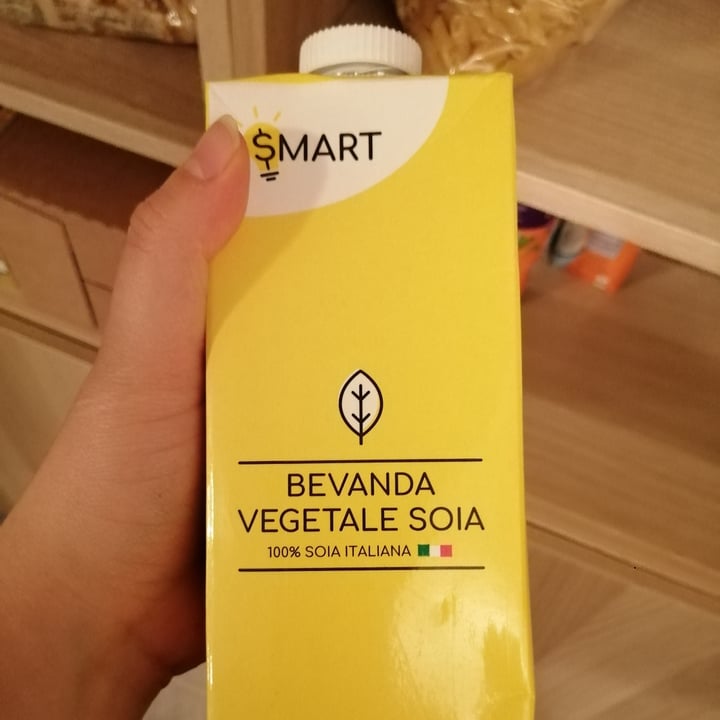 $MART
BEVANDA
VEGETALE SOIA
100% SOIA ITALIANA